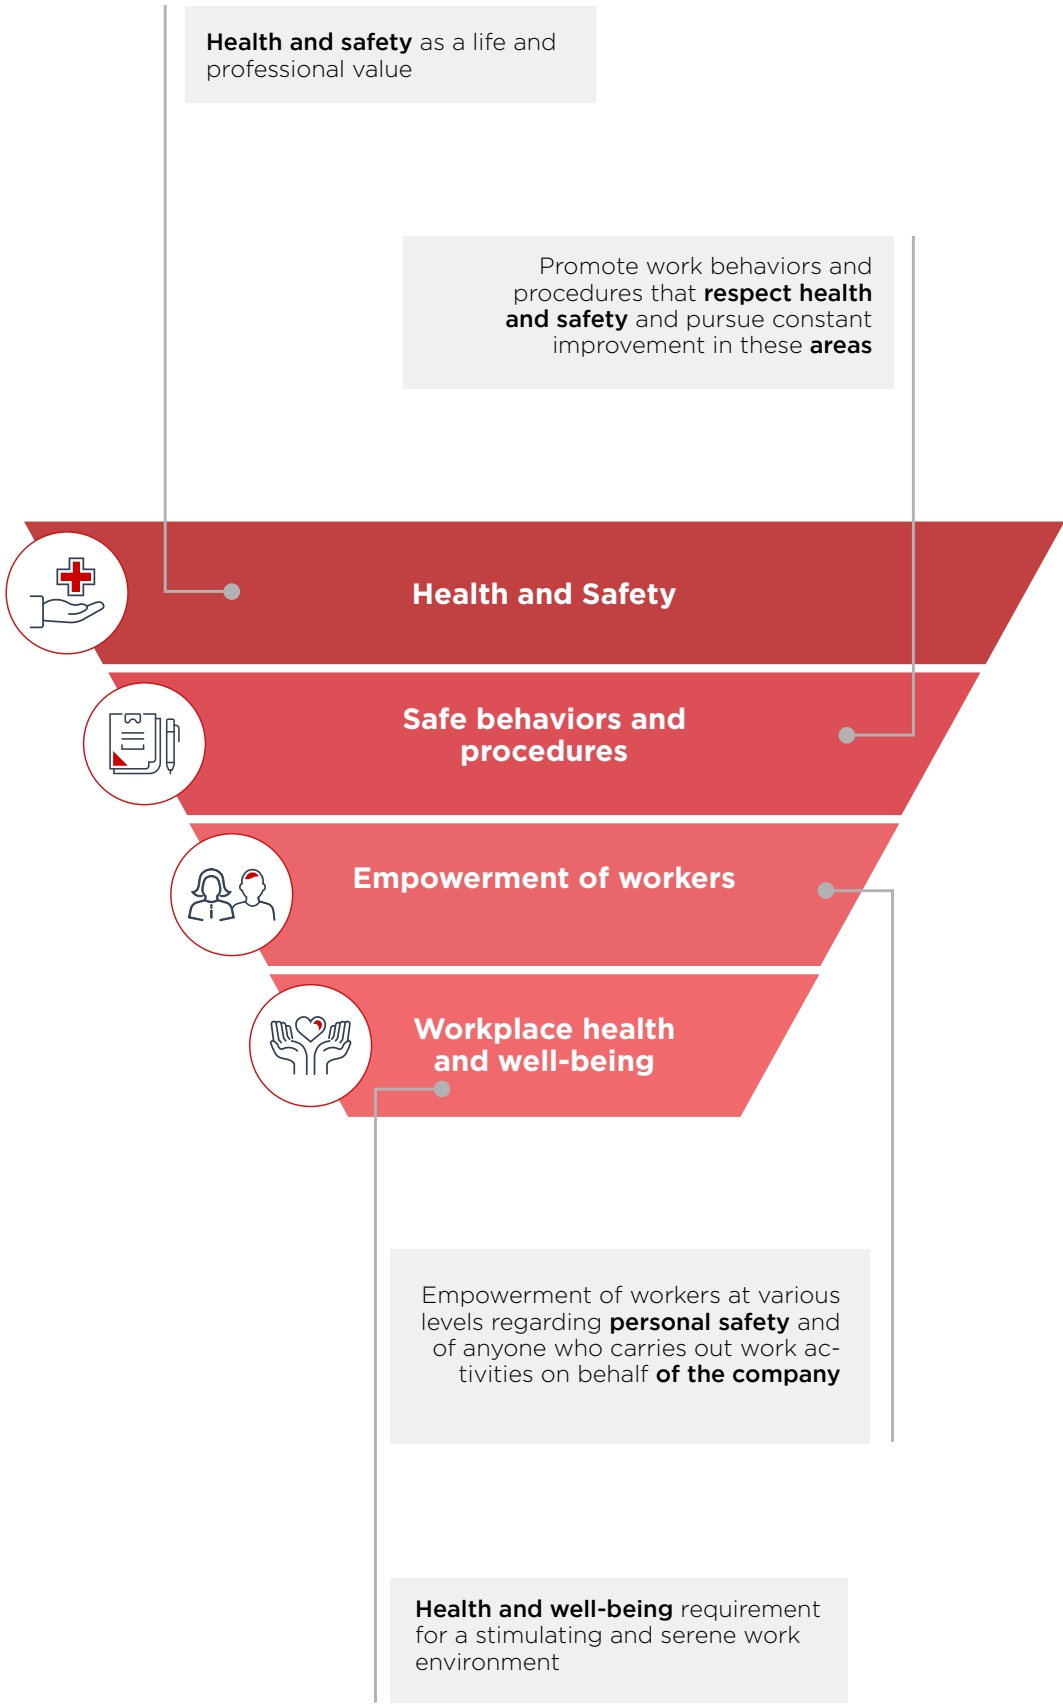 Health and safety as a life and
professional value
Promote work behaviors and
procedures that respect health
and safety and pursue constant
improvement in these areas
Health and Safety
Safe behaviors and
procedures
Empowerment of workers
Workplace health
and well-being
Empowerment of workers at various
levels regarding personal safety and
of anyone who carries out work ac-
tivities on behalf of the company
Health and well-being requirement
for a stimulating and serene work
environment